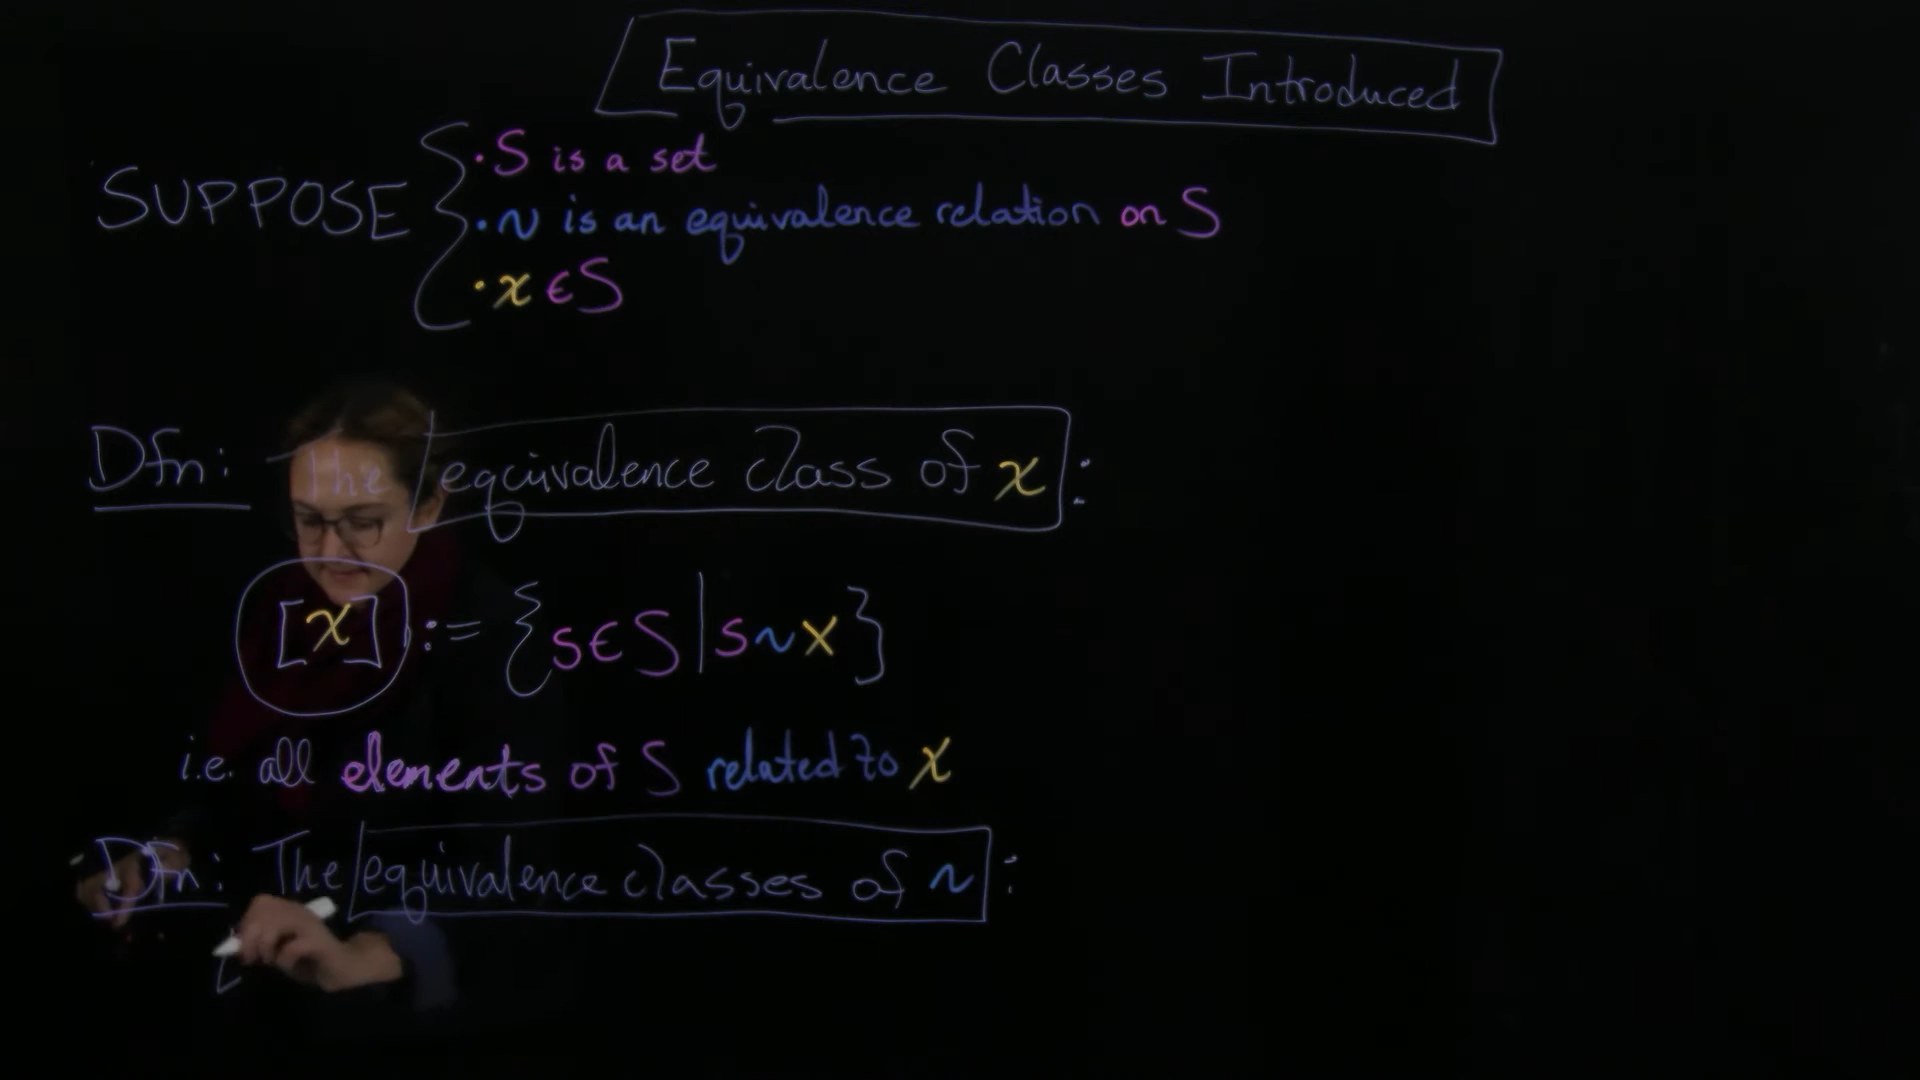 Equivalence Classes Introduced
SUPPOSE
· S is a set
· ~ is an equivalence relation on S
· x ∈ S
Dfn: The equivalence class of x :
[x] := {s ∈ S | s ~ x}
i.e. all elements of S related to x
Dfn: The equivalence classes of ~ :
[